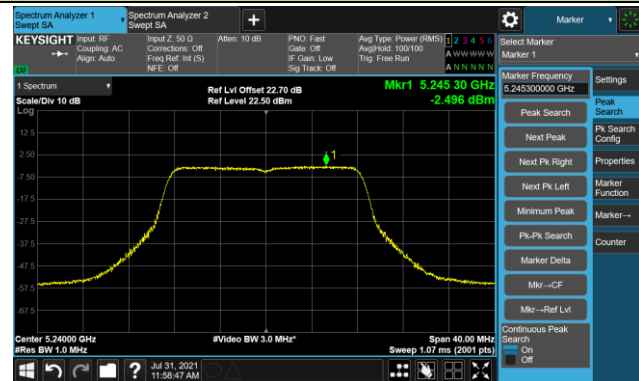 Spectrum Analyzer 1
Swept SA
Spectrum Analyzer 2
Swept SA
+
Marker
KEYSIGHT
Input: RF
Coupling: AC
Align: Auto
Input Z: 50 Ω
Corrections: Off
Freq Ref: Int (S)
NFE: Off
Atten: 10 dB
PNO: Fast
Gate: Off
IF Gain: Low
Sig Track: Off
Avg Type: Power (RMS)
Avg|Hold: 100/100
Trig: Free Run
1 2 3 4 5 6
A W W W W W
A N N N N N
LXI
Select Marker
Marker 1
1 Spectrum
Scale/Div 10 dB
Log
Ref Lvl Offset 22.70 dB
Ref Level 22.50 dBm
Mkr1 5.245 30 GHz
-2.496 dBm
12.5
2.50
-7.50
-17.5
-27.5
-37.5
-47.5
-57.5
-67.5
1
Center 5.24000 GHz
#Res BW 1.0 MHz
#Video BW 3.0 MHz*
Span 40.00 MHz
Sweep 1.07 ms (2001 pts)
Marker Frequency
5.245300000 GHz
Peak Search
Next Peak
Next Pk Right
Next Pk Left
Minimum Peak
Pk-Pk Search
Marker Delta
Mkr→CF
Mkr→Ref Lvl
Continuous Peak
Search
On
Off
Settings
Peak
Search
Pk Search
Config
Properties
Marker
Function
Marker→
Counter
?
Jul 31, 2021
11:58:47 AM